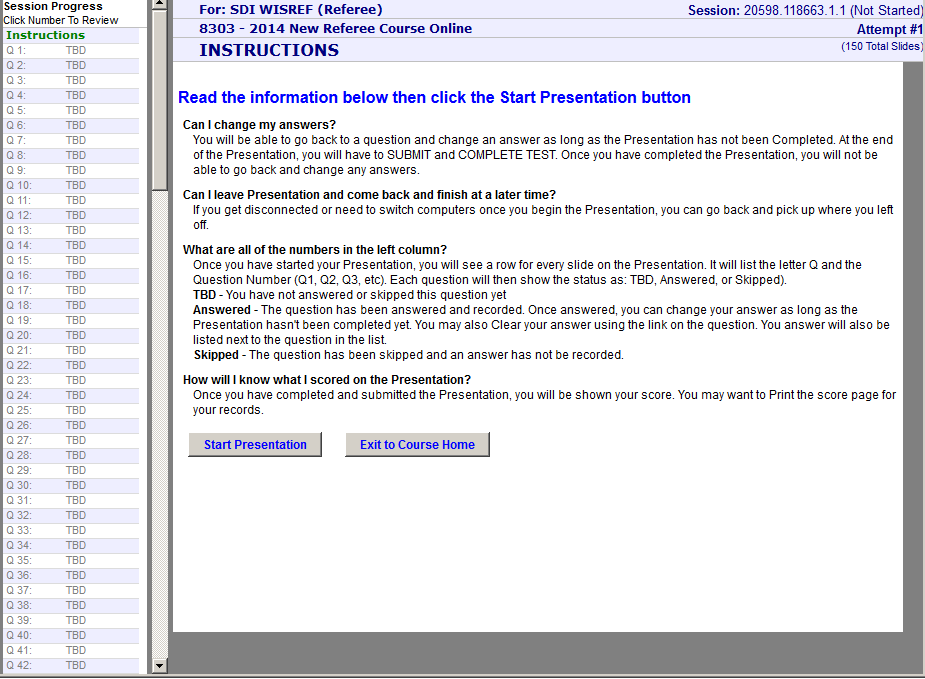 Session Progress
Click Number To Review
Instructions
Q 1: TBD
Q 2: TBD
Q 3: TBD
Q 4: TBD
Q 5: TBD
Q 6: TBD
Q 7: TBD
Q 8: TBD
Q 9: TBD
Q 10: TBD
Q 11: TBD
Q 12: TBD
Q 13: TBD
Q 14: TBD
Q 15: TBD
Q 16: TBD
Q 17: TBD
Q 18: TBD
Q 19: TBD
Q 20: TBD
Q 21: TBD
Q 22: TBD
Q 23: TBD
Q 24: TBD
Q 25: TBD
Q 26: TBD
Q 27: TBD
Q 28: TBD
Q 29: TBD
Q 30: TBD
Q 31: TBD
Q 32: TBD
Q 33: TBD
Q 34: TBD
Q 35: TBD
Q 36: TBD
Q 37: TBD
Q 38: TBD
Q 39: TBD
Q 40: TBD
Q 41: TBD
Q 42: TBD
For: SDI WISREF (Referee)
Session: 20598.118663.1.1 (Not Started)
8303 - 2014 New Referee Course Online
Attempt #1
INSTRUCTIONS
(150 Total Slides)
Read the information below then click the Start Presentation button
Can I change my answers?
You will be able to go back to a question and change an answer as long as the Presentation has not been Completed. At the end
of the Presentation, you will have to SUBMIT and COMPLETE TEST. Once you have completed the Presentation, you will not be
able to go back and change any answers.
Can I leave Presentation and come back and finish at a later time?
If you get disconnected or need to switch computers once you begin the Presentation, you can go back and pick up where you left
off.
What are all of the numbers in the left column?
Once you have started your Presentation, you will see a row for every slide on the Presentation. It will list the letter Q and the
Question Number (Q1, Q2, Q3, etc). Each question will then show the status as: TBD, Answered, or Skipped).
TBD - You have not answered or skipped this question yet
Answered - The question has been answered and recorded. Once answered, you can change your answer as long as the
Presentation hasn't been completed yet. You may also Clear your answer using the link on the question. You answer will also be
listed next to the question in the list.
Skipped - The question has been skipped and an answer has not be recorded.
How will I know what I scored on the Presentation?
Once you have completed and submitted the Presentation, you will be shown your score. You may want to Print the score page for
your records.
Start Presentation
Exit to Course Home